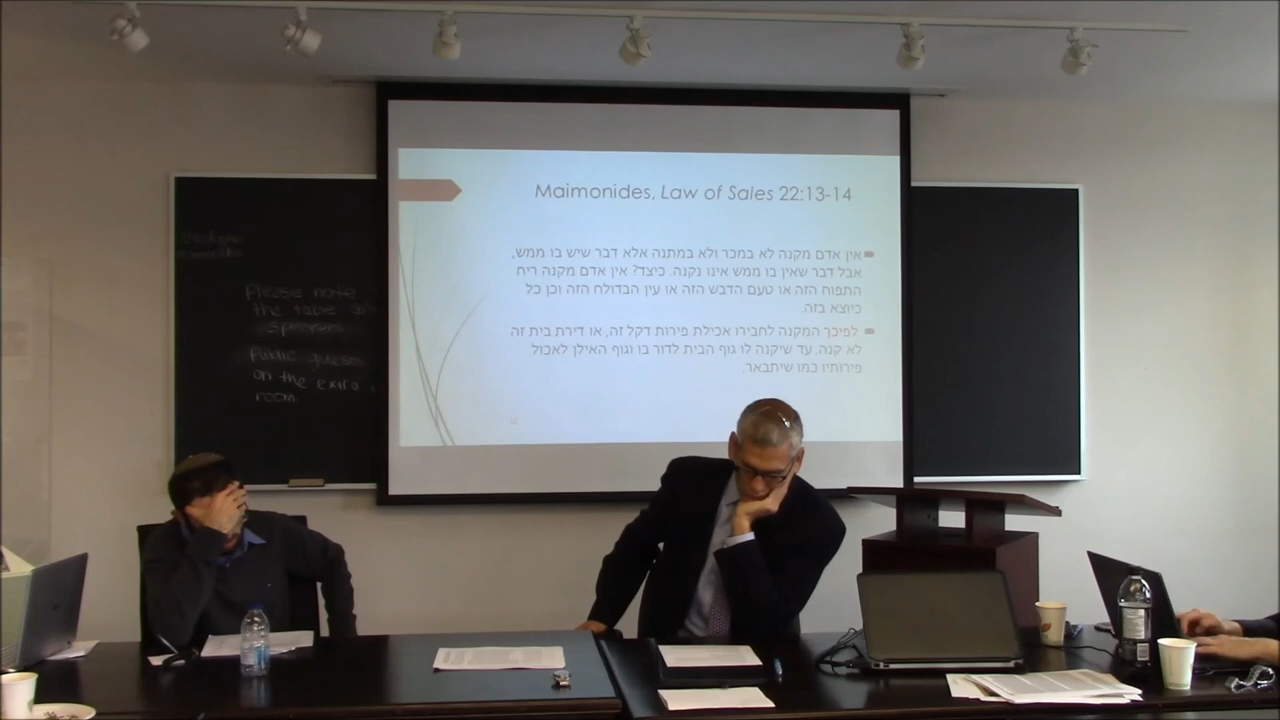 Maimonides, Law of Sales 22:13-14
אין אדם מקנה לא במכר ולא במתנה אלא דבר שיש בו ממש,
אבל דבר שאין בו ממש אינו נקנה. כיצד? אין אדם מקנה ריח
התפוח הזה או טעם הדבש הזה או עין הבדולח הזה וכן כל
כיוצא בזה.
לפיכך המקנה לחבירו אכילת פירות דקל זה, או דירת בית זה
לא קנה. עד שיקנה לו גוף הבית לדור בו וגוף האילן לאכול
פירותיו כמו שיתבאר.
Please note
the table
speakers
Public guests
on the extra
room.